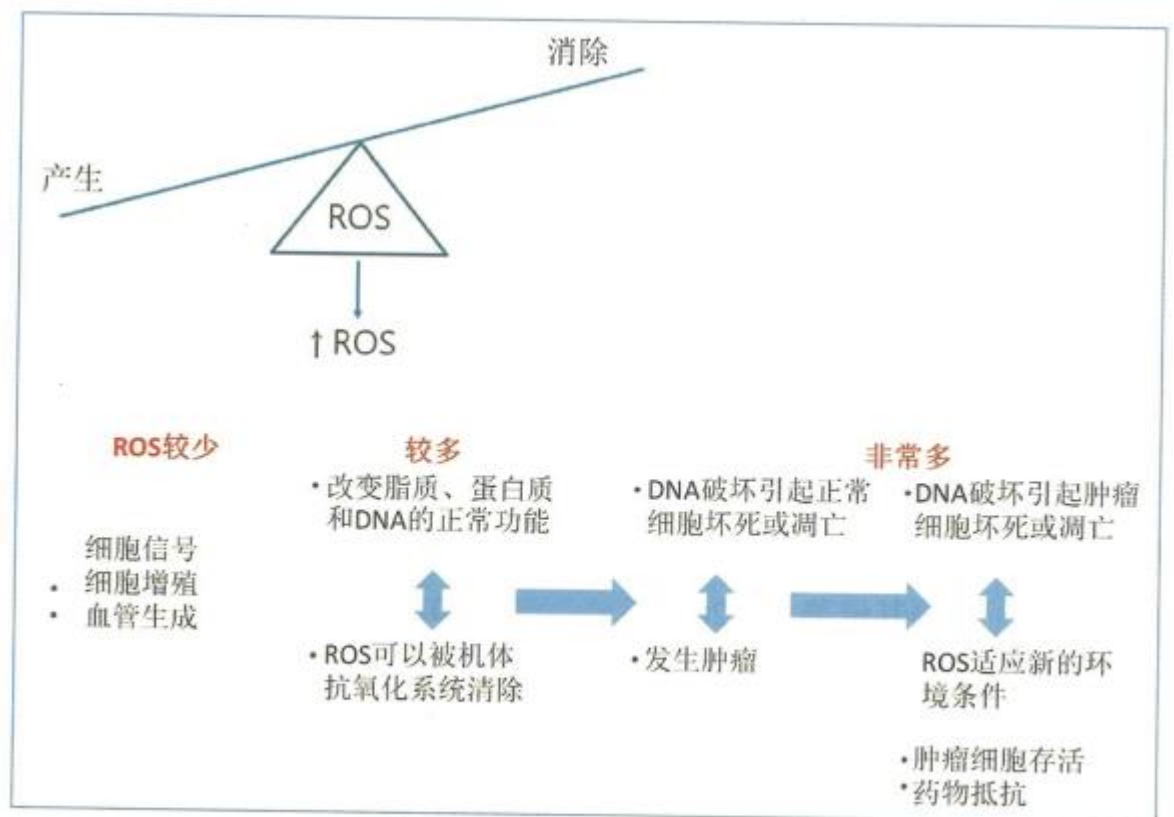 消除
产生
ROS
↑ ROS
ROS较少
细胞信号
• 细胞增殖
• 血管生成
较多
• 改变脂质、蛋白质
和DNA的正常功能
• ROS可以被机体
抗氧化系统清除
• DNA破坏引起正常
细胞坏死或凋亡
• 发生肿瘤
非常多
• DNA破坏引起肿瘤
细胞坏死或凋亡
ROS适应新的环
境条件
• 肿瘤细胞存活
• 药物抵抗